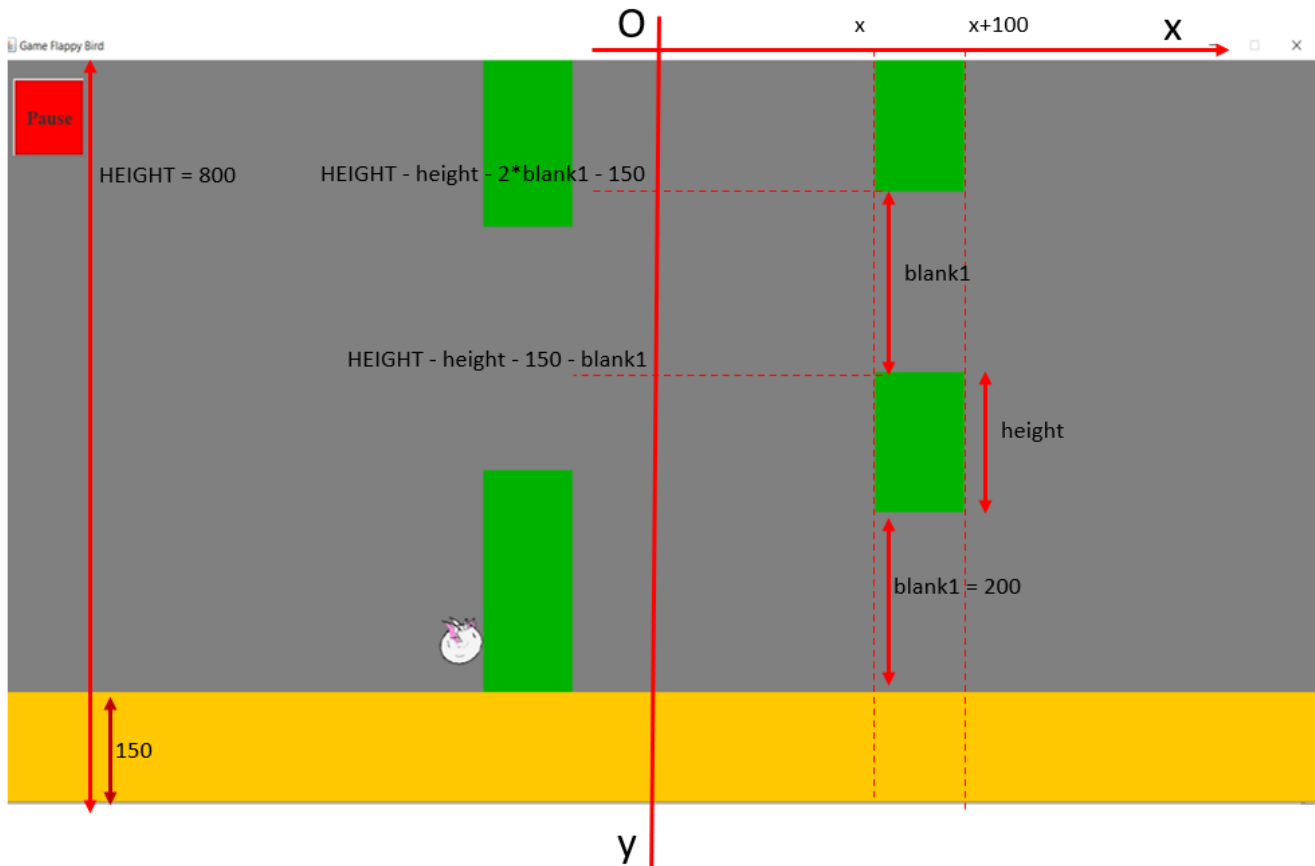 O
x
x+100
X
Game Flappy Bird
Pause
HEIGHT = 800
HEIGHT - height - 2*blank1 - 150
blank1
HEIGHT - height - 150 - blank1
height
blank1 = 200
150
y